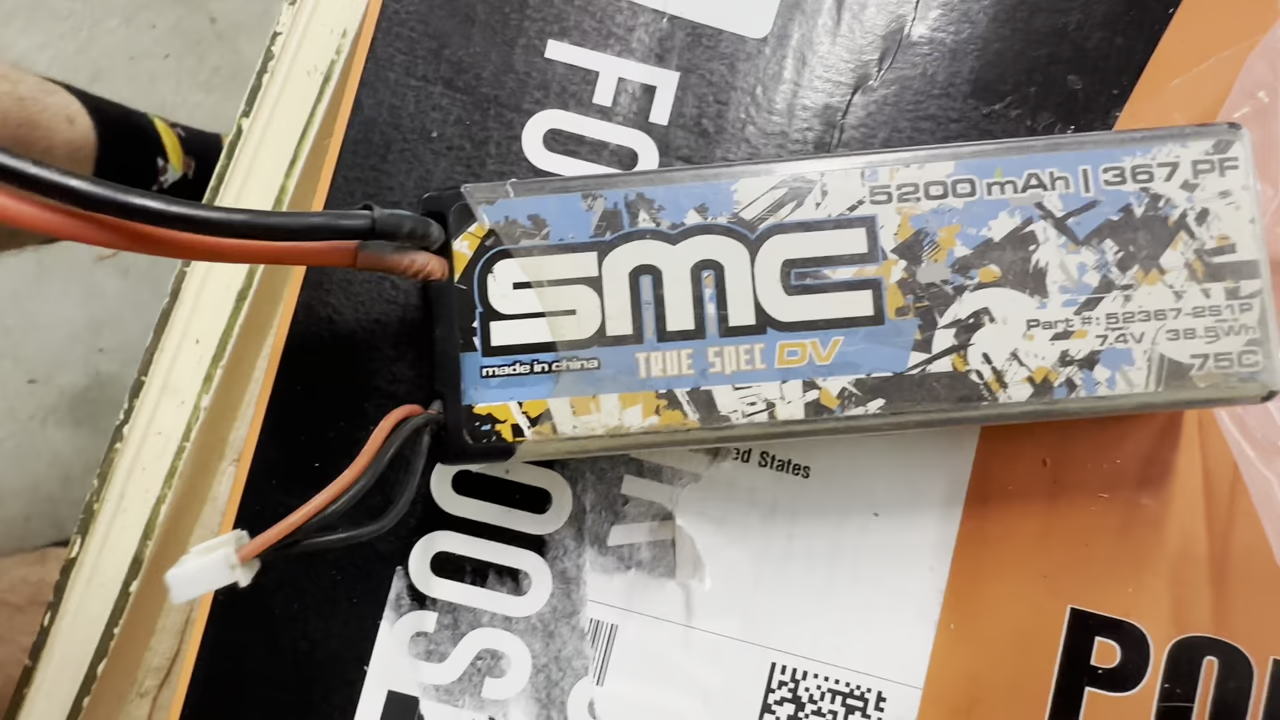 FO
5200 mAh | 367 PF
smc
made in china
TRUE SPEC DV
Part #: 52367-2S1P
7.4V / 38.5Wh
75C
ed States